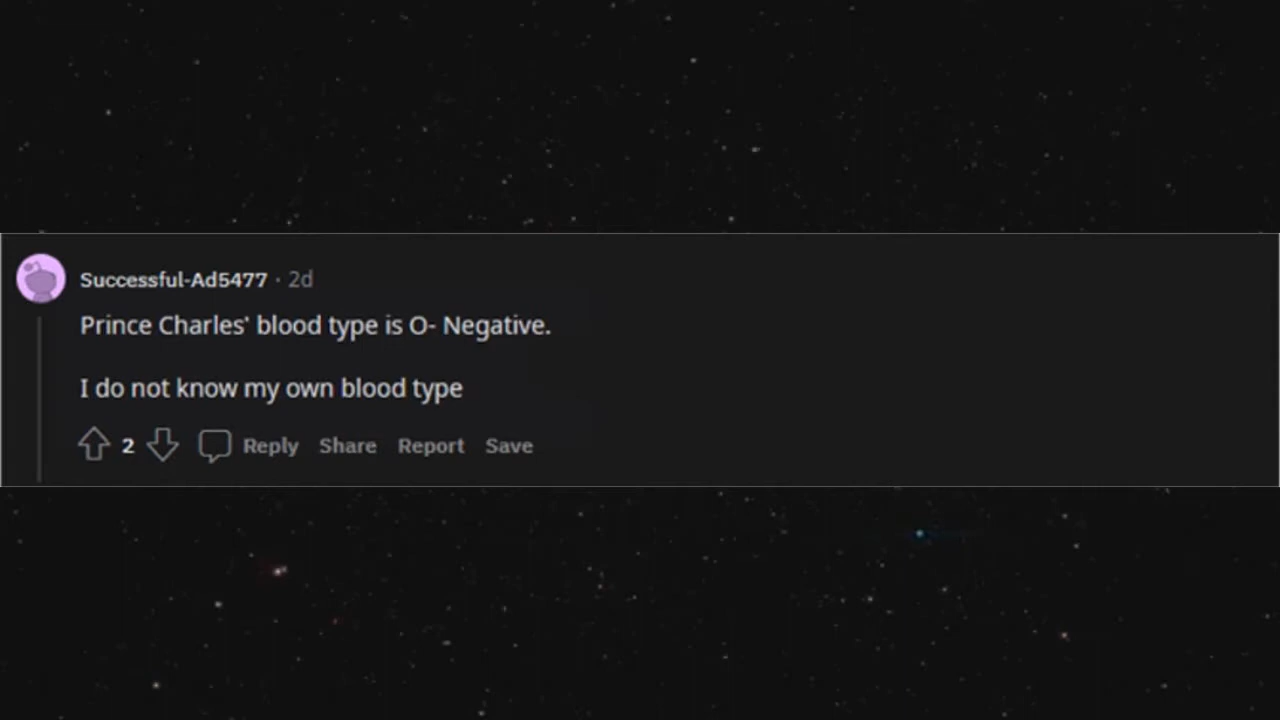 Successful-Ad5477 · 2d
Prince Charles' blood type is O- Negative.
I do not know my own blood type
2 Reply Share Report Save